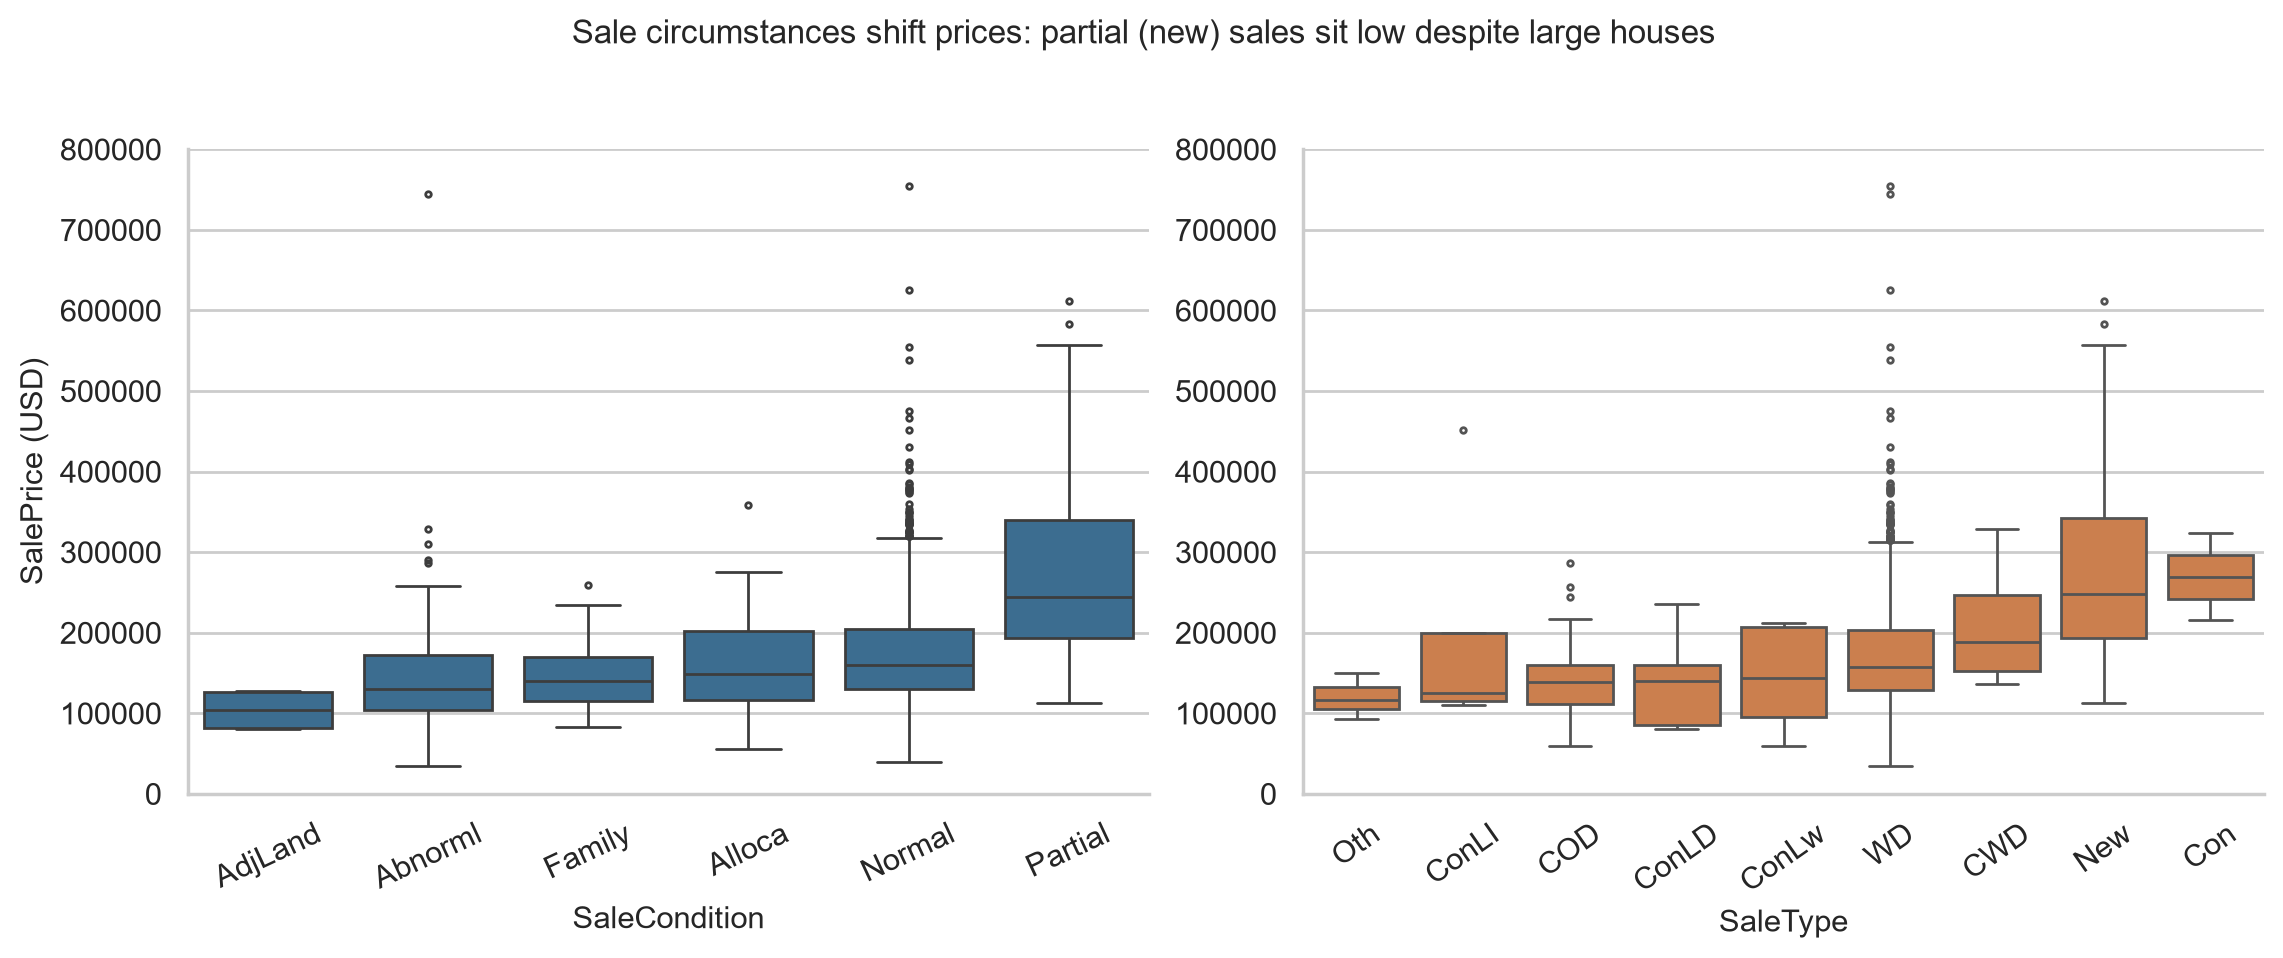 Sale circumstances shift prices: partial (new) sales sit low despite large houses
SalePrice (USD)
800000
700000
600000
500000
400000
300000
200000
100000
0
AdjLand
Abnorml
Family
Alloca
Normal
Partial
SaleCondition
800000
700000
600000
500000
400000
300000
200000
100000
0
Oth
ConLI
COD
ConLD
ConLw
WD
CWD
New
Con
SaleType